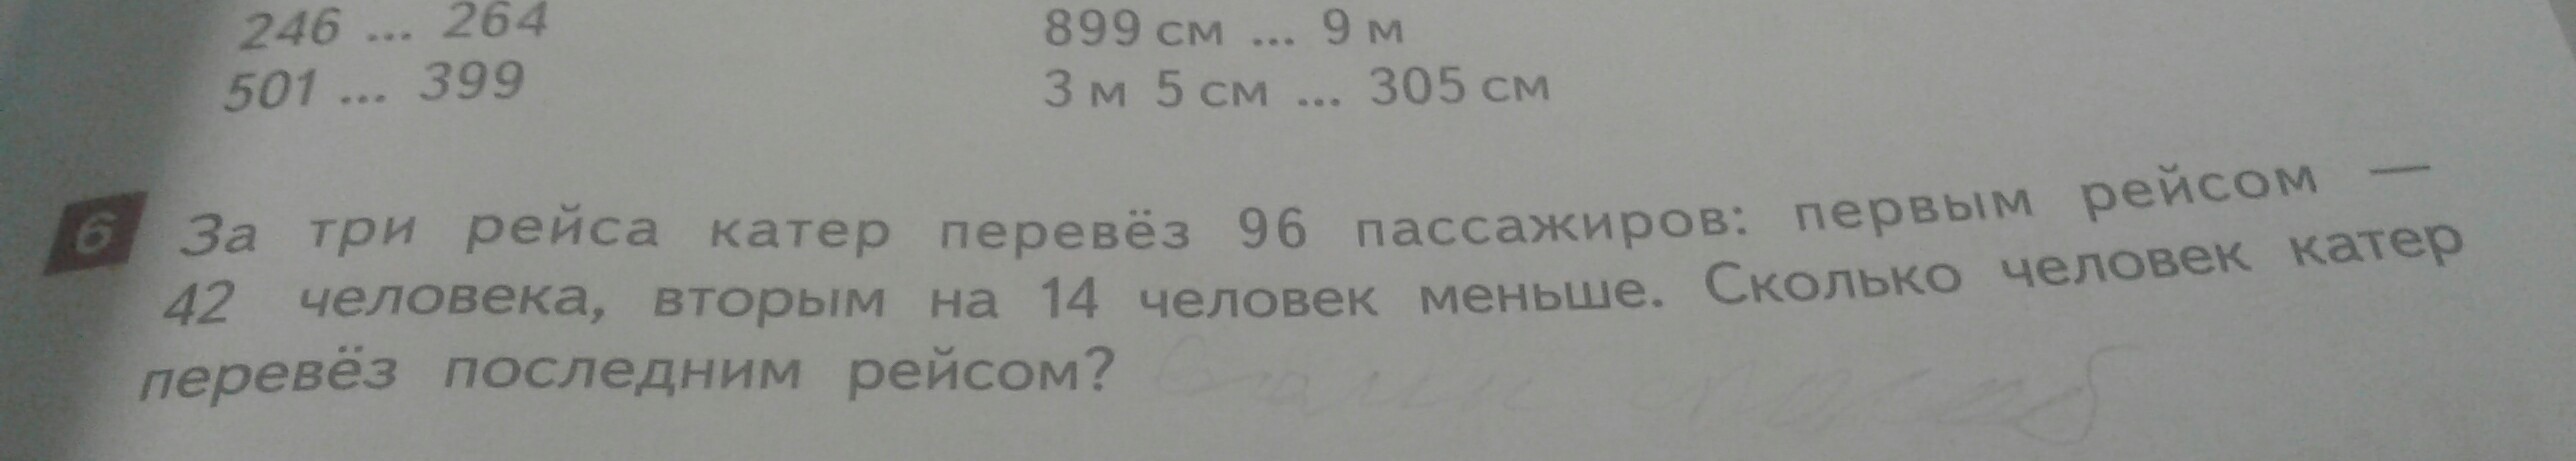 246 ... 264 899 см ... 9 м
501 ... 399 3 м 5 см ... 305 см
6 За три рейса катер перевёз 96 пассажиров: первым рейсом —
42 человека, вторым на 14 человек меньше. Сколько человек катер
перевёз последним рейсом?